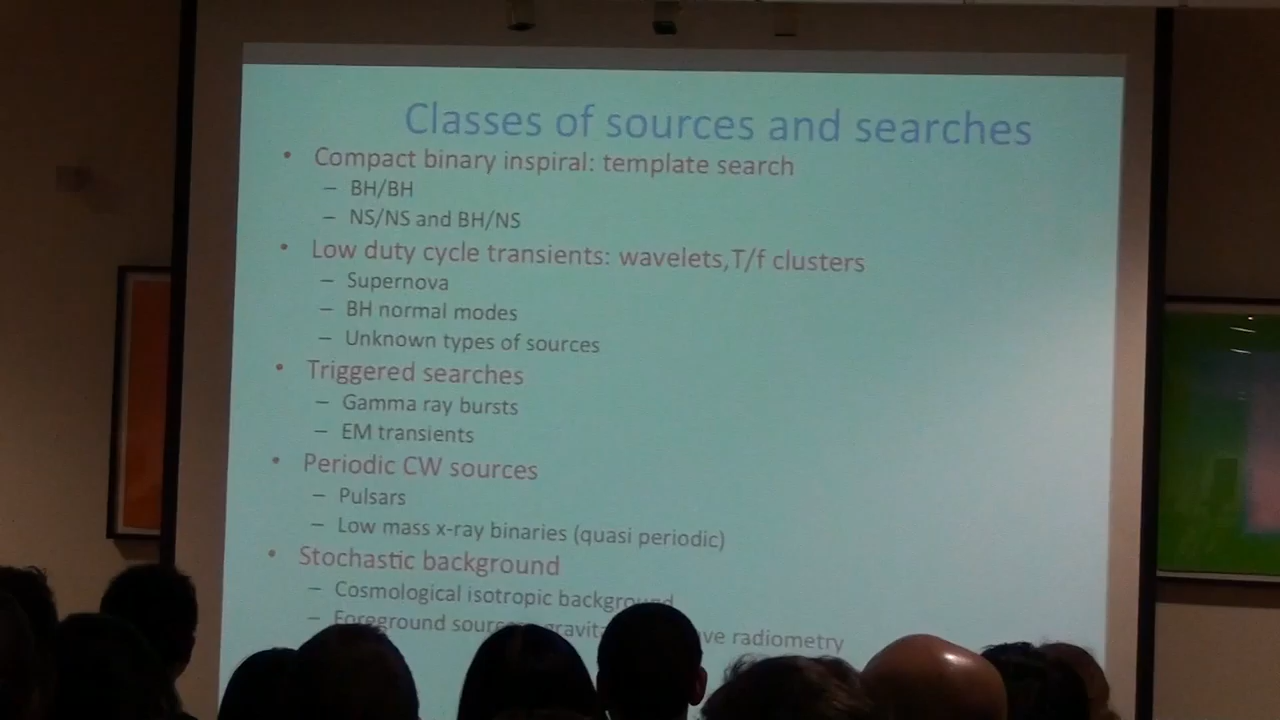 Classes of sources and searches
• Compact binary inspiral: template search
– BH/BH
– NS/NS and BH/NS
• Low duty cycle transients: wavelets,T/f clusters
– Supernova
– BH normal modes
– Unknown types of sources
• Triggered searches
– Gamma ray bursts
– EM transients
• Periodic CW sources
– Pulsars
– Low mass x-ray binaries (quasi periodic)
• Stochastic background
– Cosmological isotropic background
– Foreground radiometry